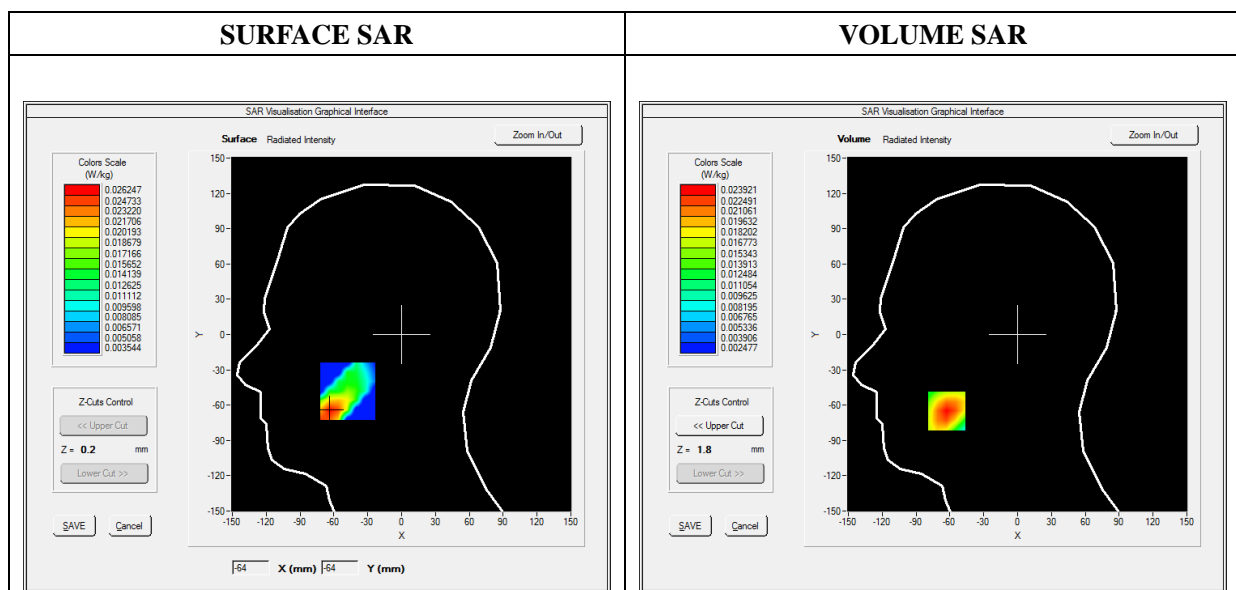 SURFACE SAR
VOLUME SAR
SAR Visualisation Graphical Interface
Surface Radiated Intensity
Zoom In/Out
Colors Scale
(W/kg)
0.026247
0.024733
0.023220
0.021706
0.020193
0.018679
0.017166
0.015652
0.014139
0.012625
0.011112
0.009598
0.008085
0.006571
0.005058
0.003544
Z-Cuts Control
<< Upper Cut
Z = 0.2 mm
Lower Cut >>
SAVE Cancel
150
120
90
60
30
0
-30
-60
-90
-120
-150
Y
-150 -120 -90 -60 -30 0 30 60 90 120 150
X
-64 X (mm) -64 Y (mm)
SAR Visualisation Graphical Interface
Volume Radiated Intensity
Zoom In/Out
Colors Scale
(W/kg)
0.023921
0.022491
0.021061
0.019632
0.018202
0.016773
0.015343
0.013913
0.012484
0.011054
0.009625
0.008195
0.006765
0.005336
0.003906
0.002477
Z-Cuts Control
<< Upper Cut
Z = 1.8 mm
Lower Cut >>
SAVE Cancel
150
120
90
60
30
0
-30
-60
-90
-120
-150
Y
-150 -120 -90 -60 -30 0 30 60 90 120 150
X